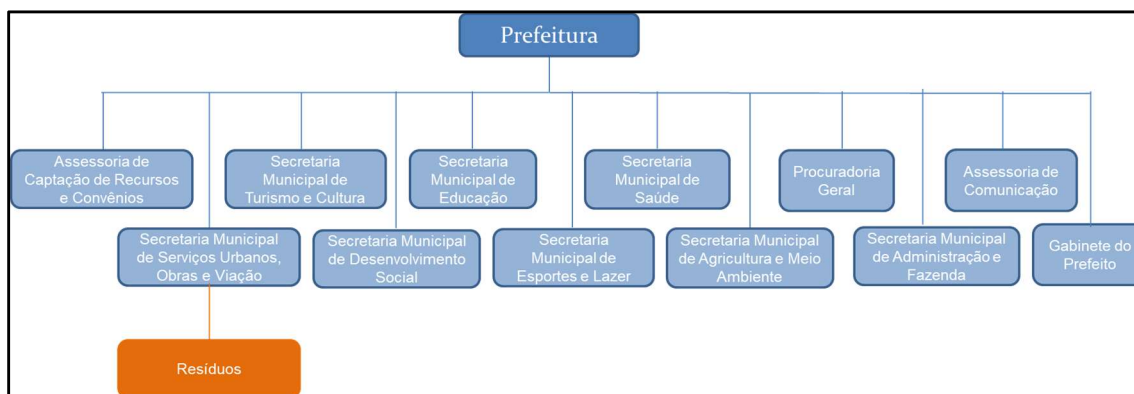 Prefeitura
Assessoria de
Captação de Recursos
e Convênios
Secretaria
Municipal de
Turismo e Cultura
Secretaria
Municipal de
Educação
Secretaria
Municipal de
Saúde
Procuradoria
Geral
Assessoria de
Comunicação
Secretaria Municipal
de Serviços Urbanos,
Obras e Viação
Secretaria Municipal
de Desenvolvimento
Social
Secretaria
Municipal de
Esportes e Lazer
Secretaria Municipal
de Agricultura e Meio
Ambiente
Secretaria Municipal
de Administração e
Fazenda
Gabinete do
Prefeito
Resíduos